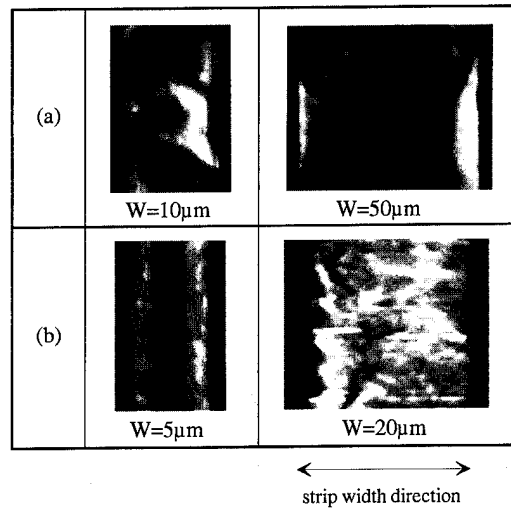 (a)
W=10µm
W=50µm
(b)
W=5µm
W=20µm
strip width direction